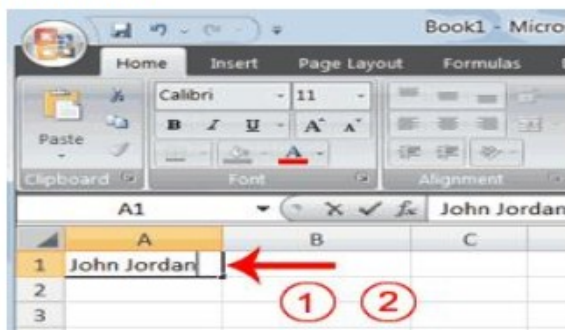 Book1 - Micro
Home Insert Page Layout Formulas
Calibri 11
B I U A A
Paste A
Clipboard Font Alignment
A1 fx John Jordan
A B C
1 John Jordan
1 2
2
3